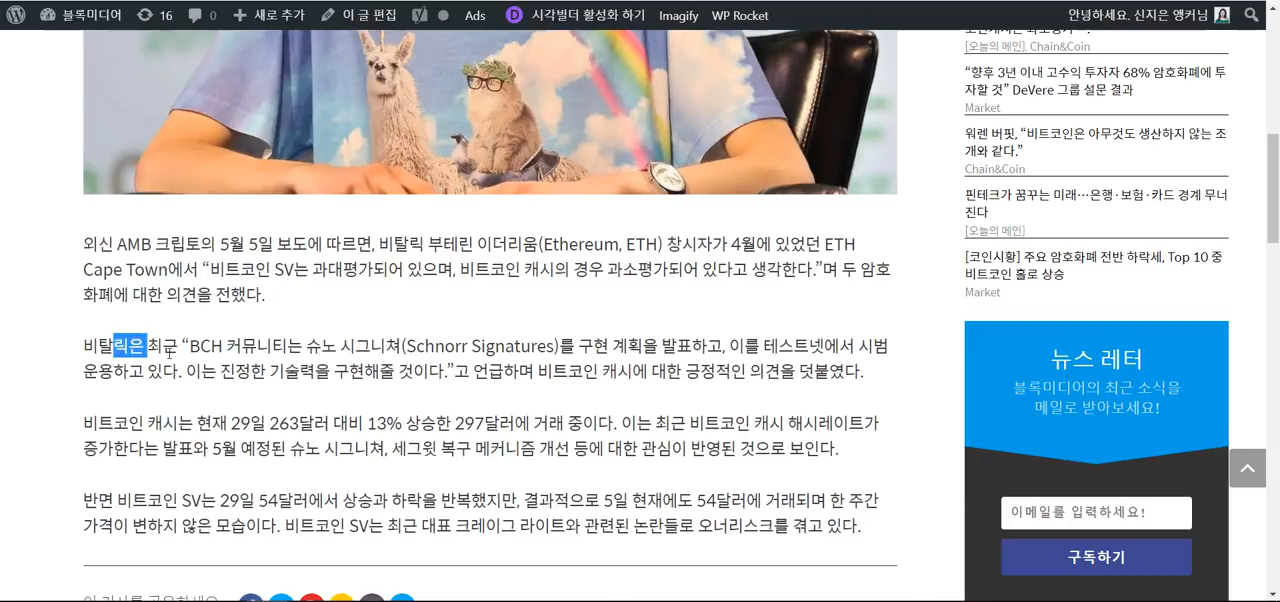 블록미디어 16 0 새로 추가 이 글 편집 Ads 시각빌더 활성화 하기 Imagify WP Rocket 안녕하세요. 신지은 앵커님
[오늘의 메인], Chain&Coin
“향후 3년 이내 고수익 투자자 68% 암호화폐에 투
자할 것” DeVere 그룹 설문 결과
Market
워렌 버핏, “비트코인은 아무것도 생산하지 않는 조
개와 같다.”
Chain&Coin
핀테크가 꿈꾸는 미래…은행·보험·카드 경계 무너
진다
[오늘의 메인]
[코인시황] 주요 암호화폐 전반 하락세, Top 10 중
비트코인 홀로 상승
Market
외신 AMB 크립토의 5월 5일 보도에 따르면, 비탈릭 부테린 이더리움(Ethereum, ETH) 창시자가 4월에 있었던 ETH
Cape Town에서 “비트코인 SV는 과대평가되어 있으며, 비트코인 캐시의 경우 과소평가되어 있다고 생각한다.”며 두 암호
화폐에 대한 의견을 전했다.
비탈릭은 최근 “BCH 커뮤니티는 슈노 시그니쳐(Schnorr Signatures)를 구현 계획을 발표하고, 이를 테스트넷에서 시범
운용하고 있다. 이는 진정한 기술력을 구현해줄 것이다.”고 언급하며 비트코인 캐시에 대한 긍정적인 의견을 덧붙였다.
비트코인 캐시는 현재 29일 263달러 대비 13% 상승한 297달러에 거래 중이다. 이는 최근 비트코인 캐시 해시레이트가
증가한다는 발표와 5월 예정된 슈노 시그니쳐, 세그윗 복구 메커니즘 개선 등에 대한 관심이 반영된 것으로 보인다.
반면 비트코인 SV는 29일 54달러에서 상승과 하락을 반복했지만, 결과적으로 5일 현재에도 54달러에 거래되며 한 주간
가격이 변하지 않은 모습이다. 비트코인 SV는 최근 대표 크레이그 라이트와 관련된 논란들로 오너리스크를 겪고 있다.
뉴스 레터
블록미디어의 최근 소식을
메일로 받아보세요!
이메일을 입력하세요!
구독하기